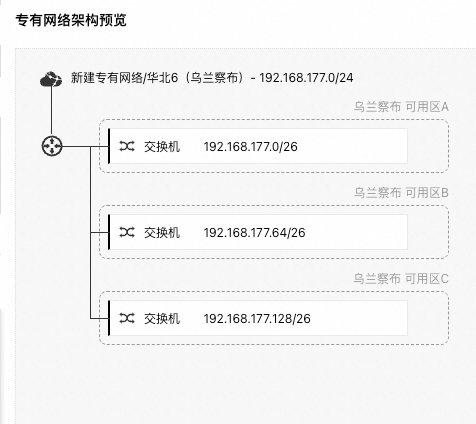 专有网络架构预览
新建专有网络/华北6（乌兰察布）- 192.168.177.0/24
乌兰察布 可用区A
交换机 192.168.177.0/26
乌兰察布 可用区B
交换机 192.168.177.64/26
乌兰察布 可用区C
交换机 192.168.177.128/26